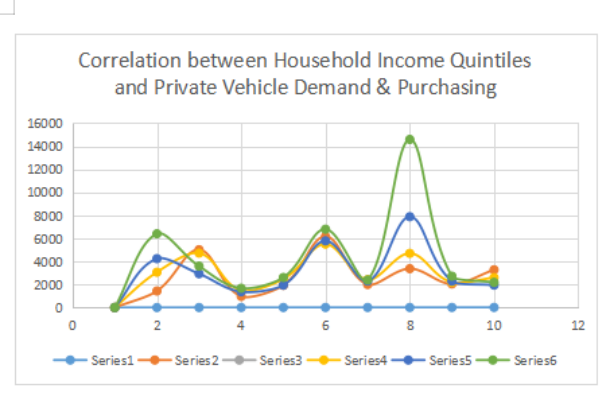 Correlation between Household Income Quintiles
and Private Vehicle Demand & Purchasing
16000
14000
12000
10000
8000
6000
4000
2000
0
0 2 4 6 8 10 12
Series1 Series2 Series3 Series4 Series5 Series6